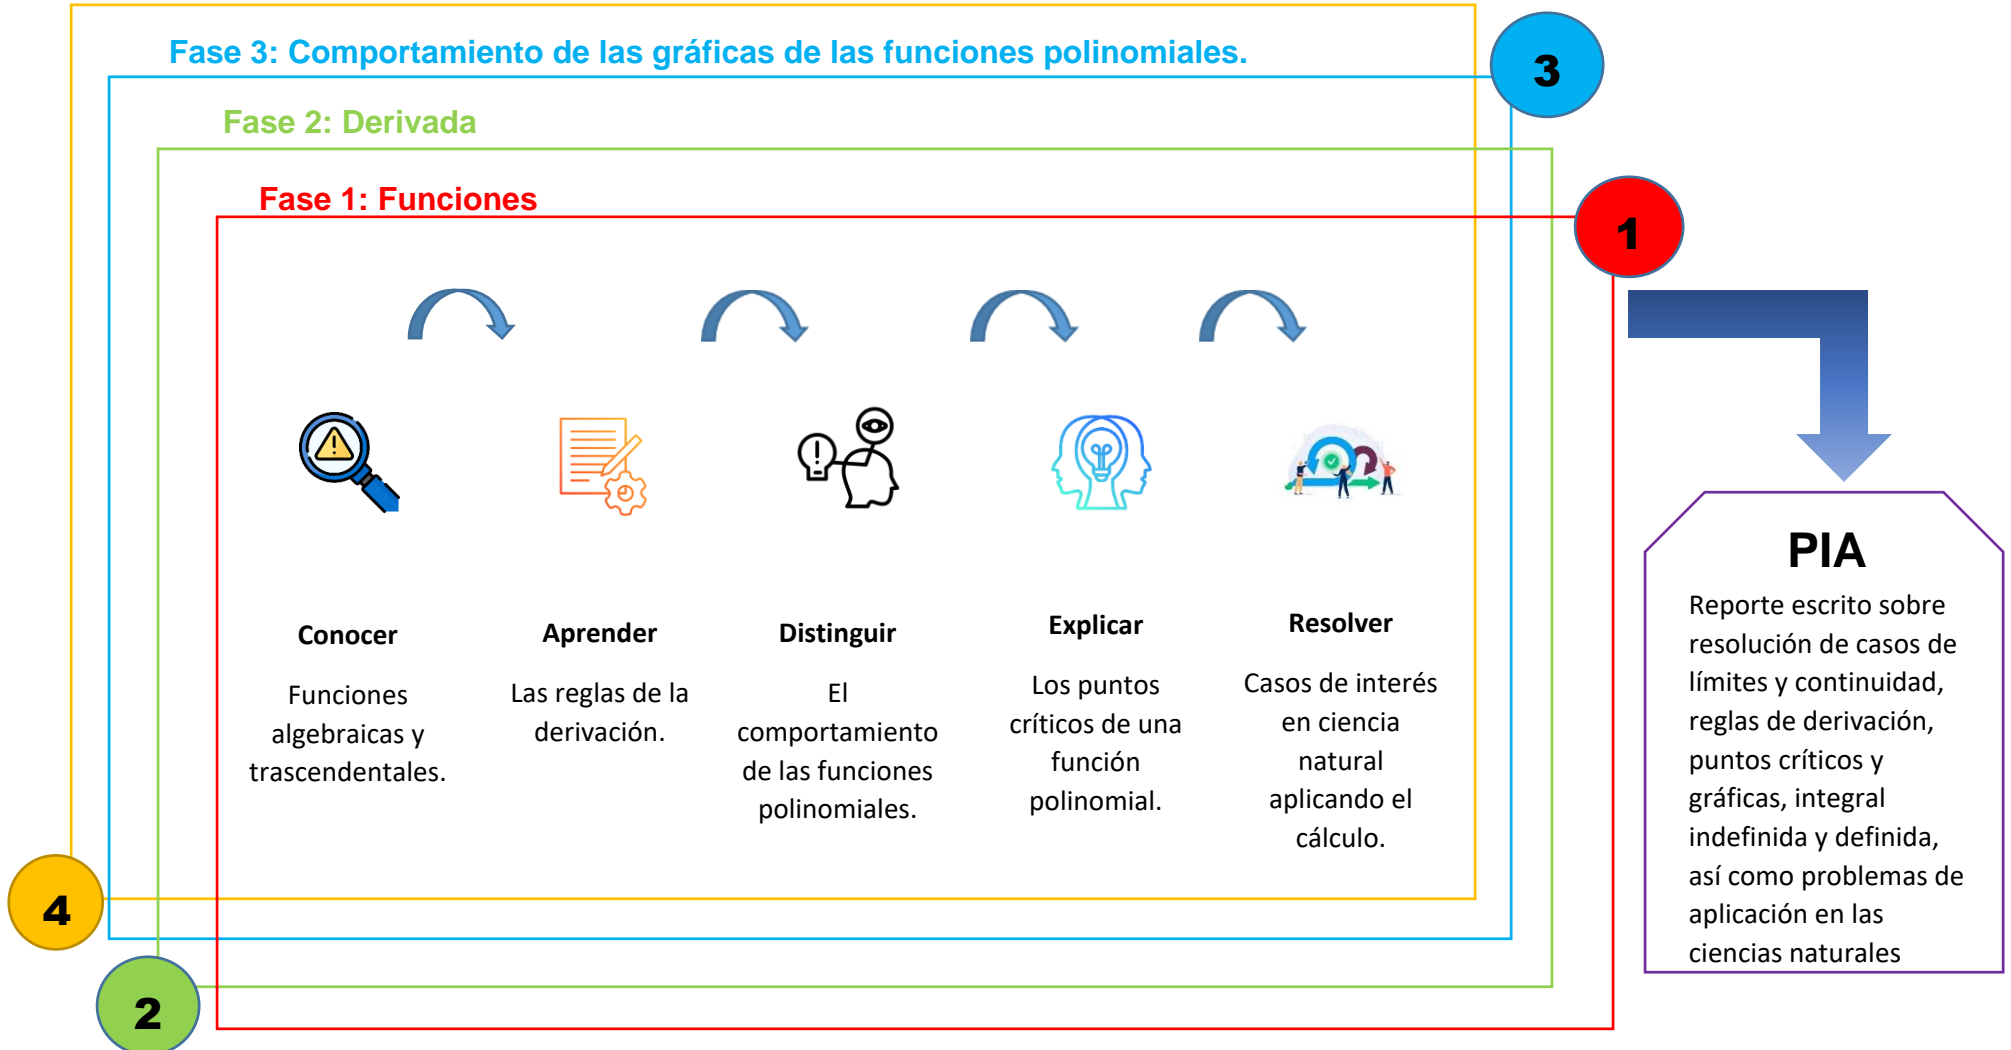 Fase 3: Comportamiento de las gráficas de las funciones polinomiales.
3
Fase 2: Derivada
Fase 1: Funciones
1
Conocer
Funciones
algebraicas y
trascendentales.
Aprender
Las reglas de la
derivación.
Distinguir
El
comportamiento
de las funciones
polinomiales.
Explicar
Los puntos
críticos de una
función
polinomial.
Resolver
Casos de interés
en ciencia
natural
aplicando el
cálculo.
PIA
Reporte escrito sobre
resolución de casos de
límites y continuidad,
reglas de derivación,
puntos críticos y
gráficas, integral
indefinida y definida,
así como problemas de
aplicación en las
ciencias naturales
4
2